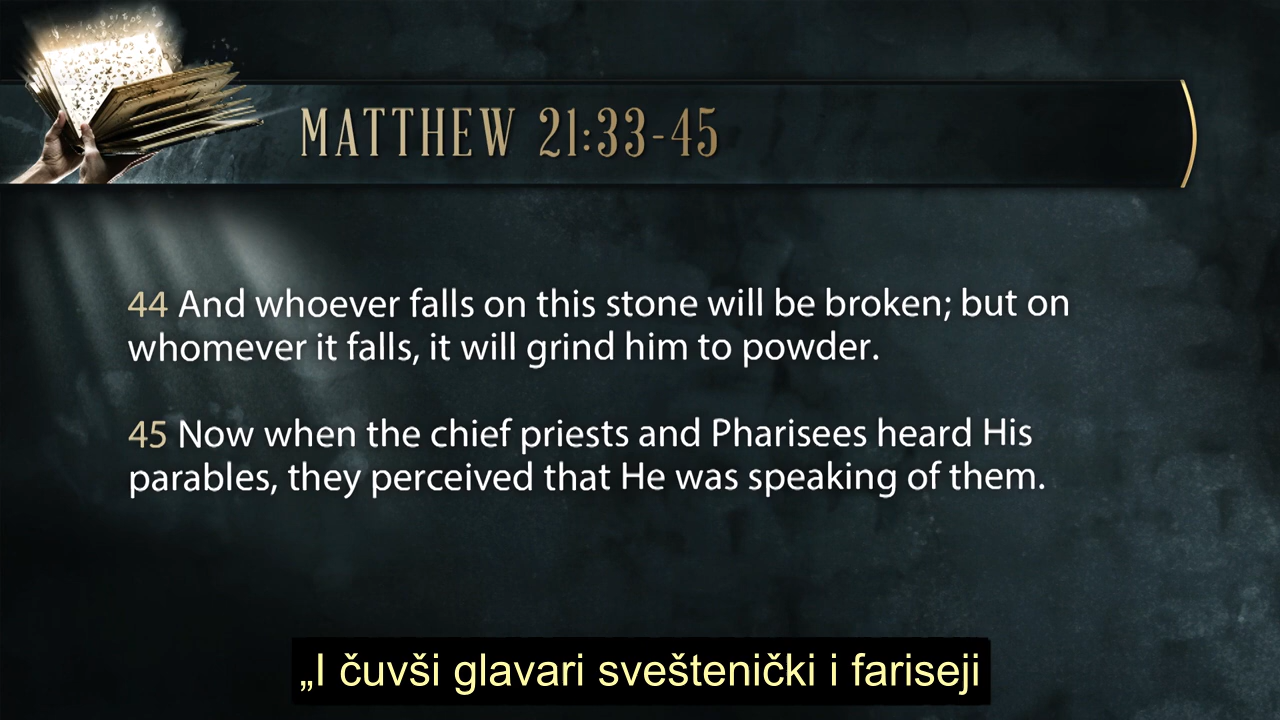 MATTHEW 21:33-45
44 And whoever falls on this stone will be broken; but on
whomever it falls, it will grind him to powder.
45 Now when the chief priests and Pharisees heard His
parables, they perceived that He was speaking of them.
„I čuvši glavari sveštenički i fariseji